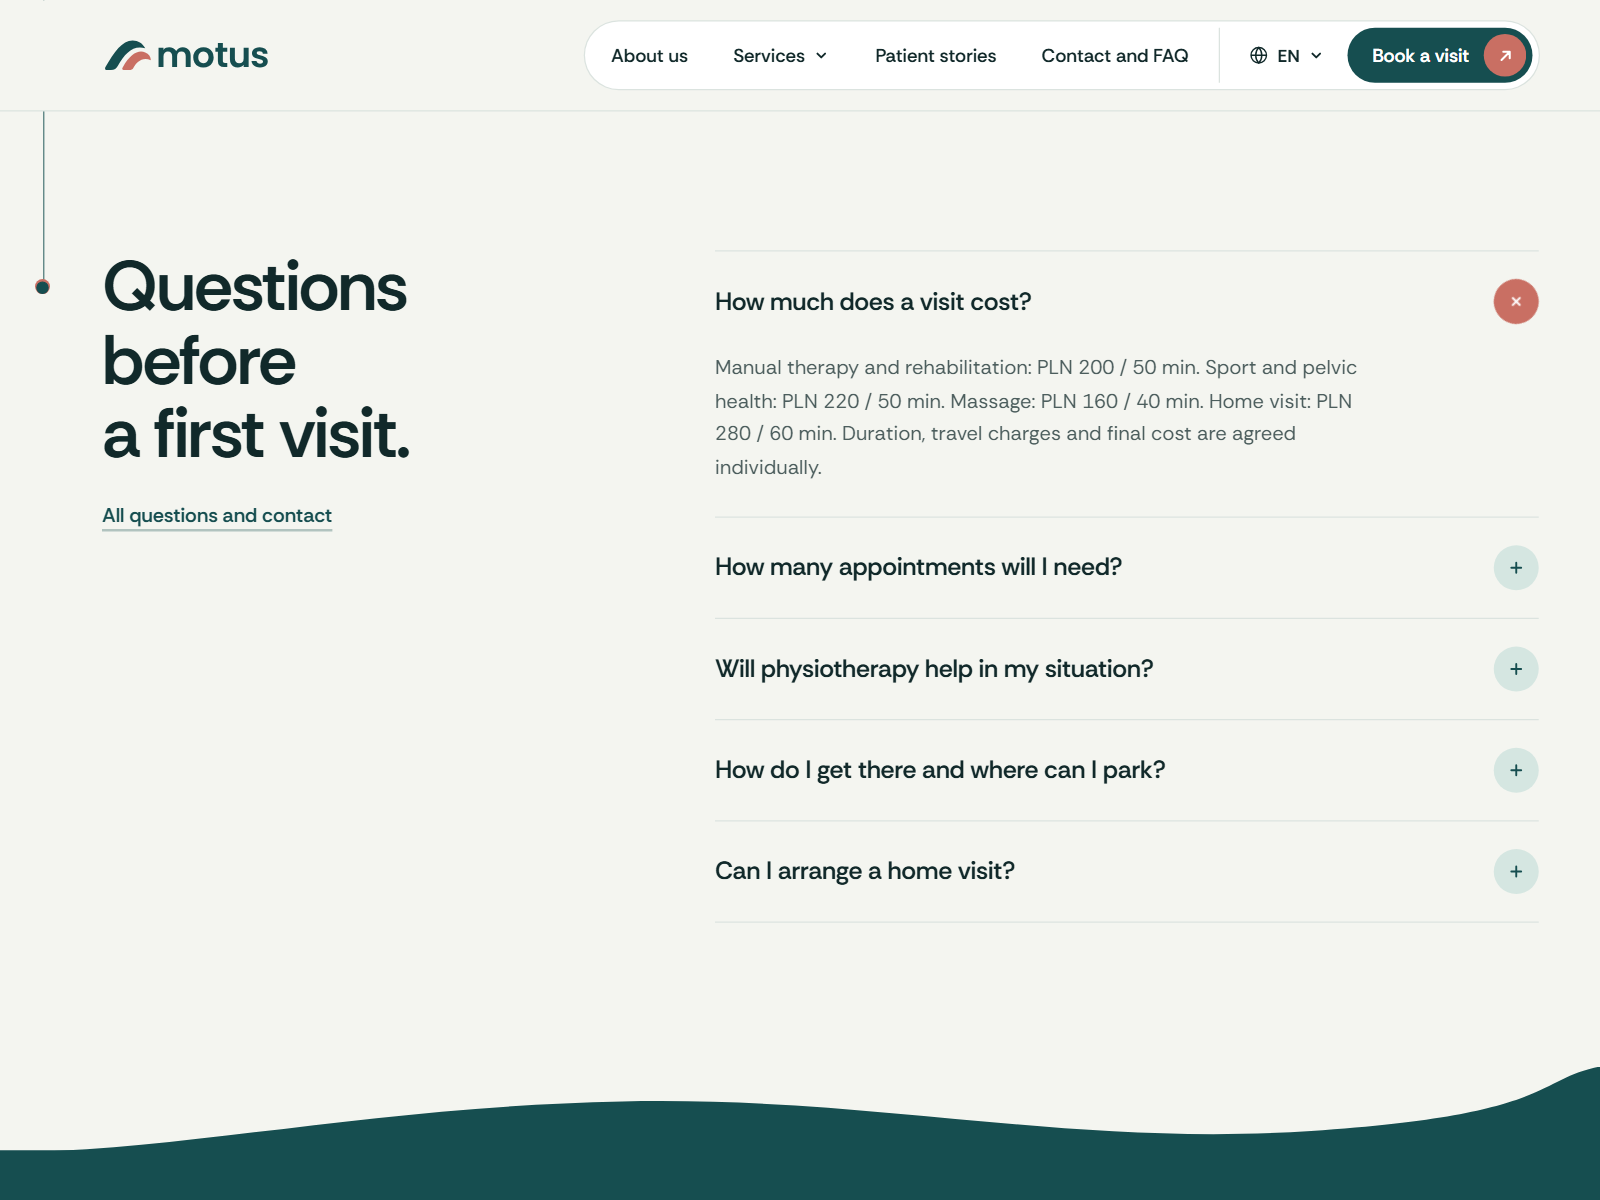 motus
About us
Services
Patient stories
Contact and FAQ
EN
Book a visit
Questions
before
a first visit.
All questions and contact
How much does a visit cost?
Manual therapy and rehabilitation: PLN 200 / 50 min. Sport and pelvic
health: PLN 220 / 50 min. Massage: PLN 160 / 40 min. Home visit: PLN
280 / 60 min. Duration, travel charges and final cost are agreed
individually.
How many appointments will I need?
Will physiotherapy help in my situation?
How do I get there and where can I park?
Can I arrange a home visit?